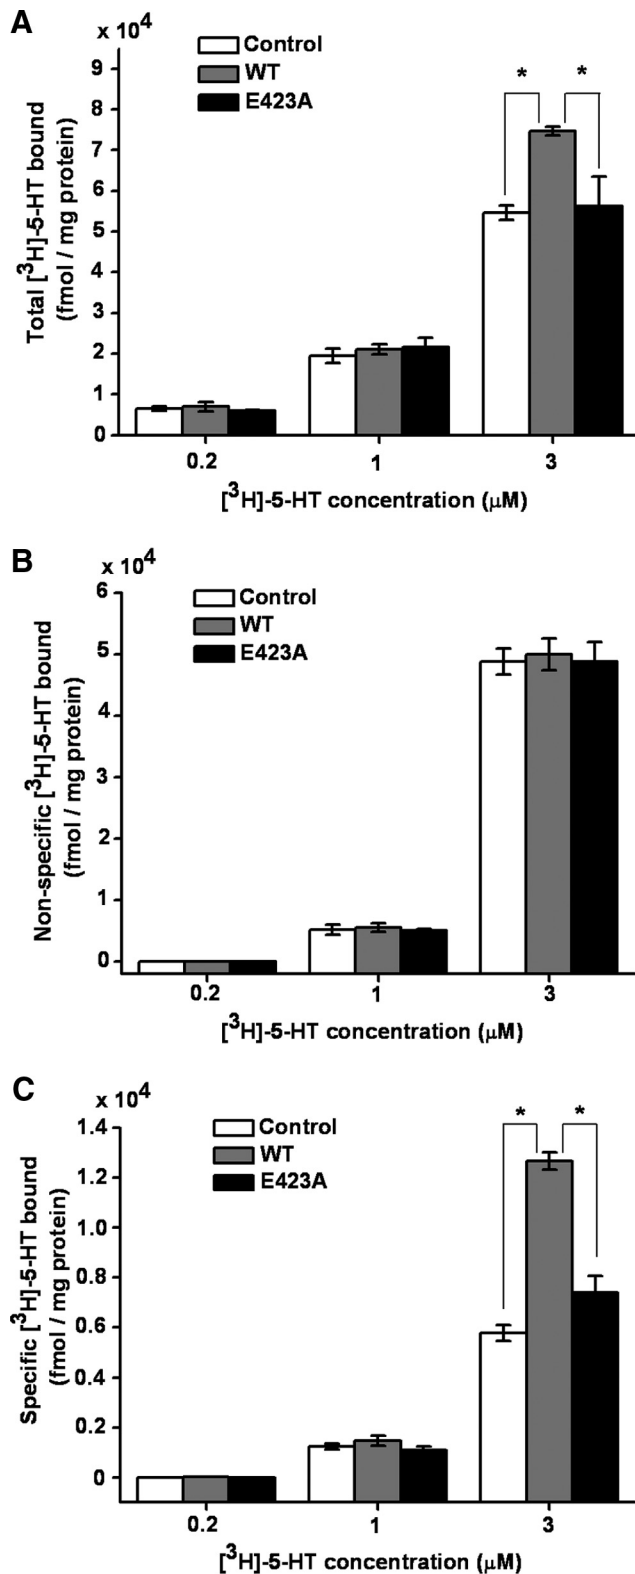 A
x 10⁴
Control
WT
E423A
* *
9
8
7
6
5
4
3
2
1
0
Total [³H]-5-HT bound
(fmol / mg protein)
0.2 1 3
[³H]-5-HT concentration (μM)
B
x 10⁴
Control
WT
E423A
6
5
4
3
2
1
0
Non-specific [³H]-5-HT bound
(fmol / mg protein)
0.2 1 3
[³H]-5-HT concentration (μM)
C
x 10⁴
Control
WT
E423A
* *
1.4
1.2
1.0
0.8
0.6
0.4
0.2
0
Specific [³H]-5-HT bound
(fmol / mg protein)
0.2 1 3
[³H]-5-HT concentration (μM)